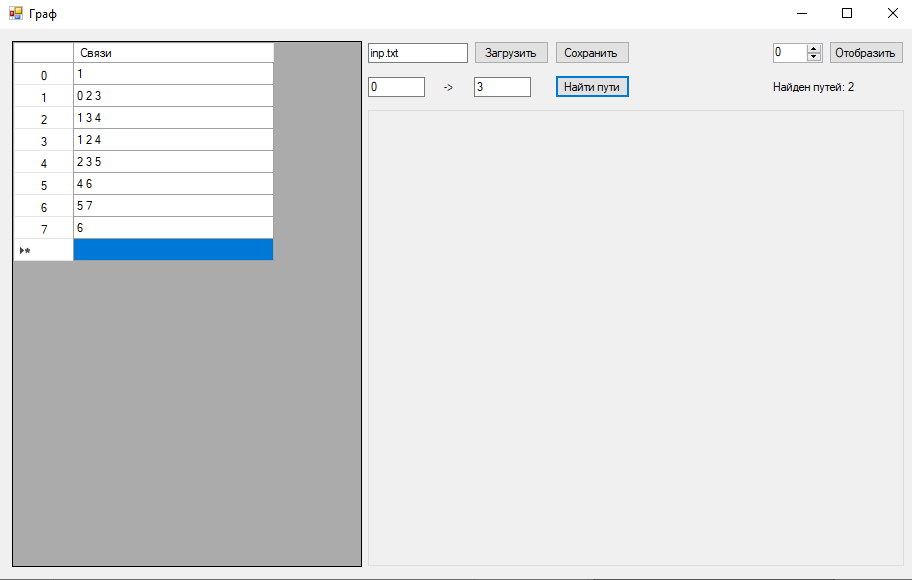 Граф
Связи
0 1
1 0 2 3
2 1 3 4
3 1 2 4
4 2 3 5
5 4 6
6 5 7
7 6
inp.txt Загрузить Сохранить 0 Отобразить
0 -> 3 Найти пути Найден путей: 2